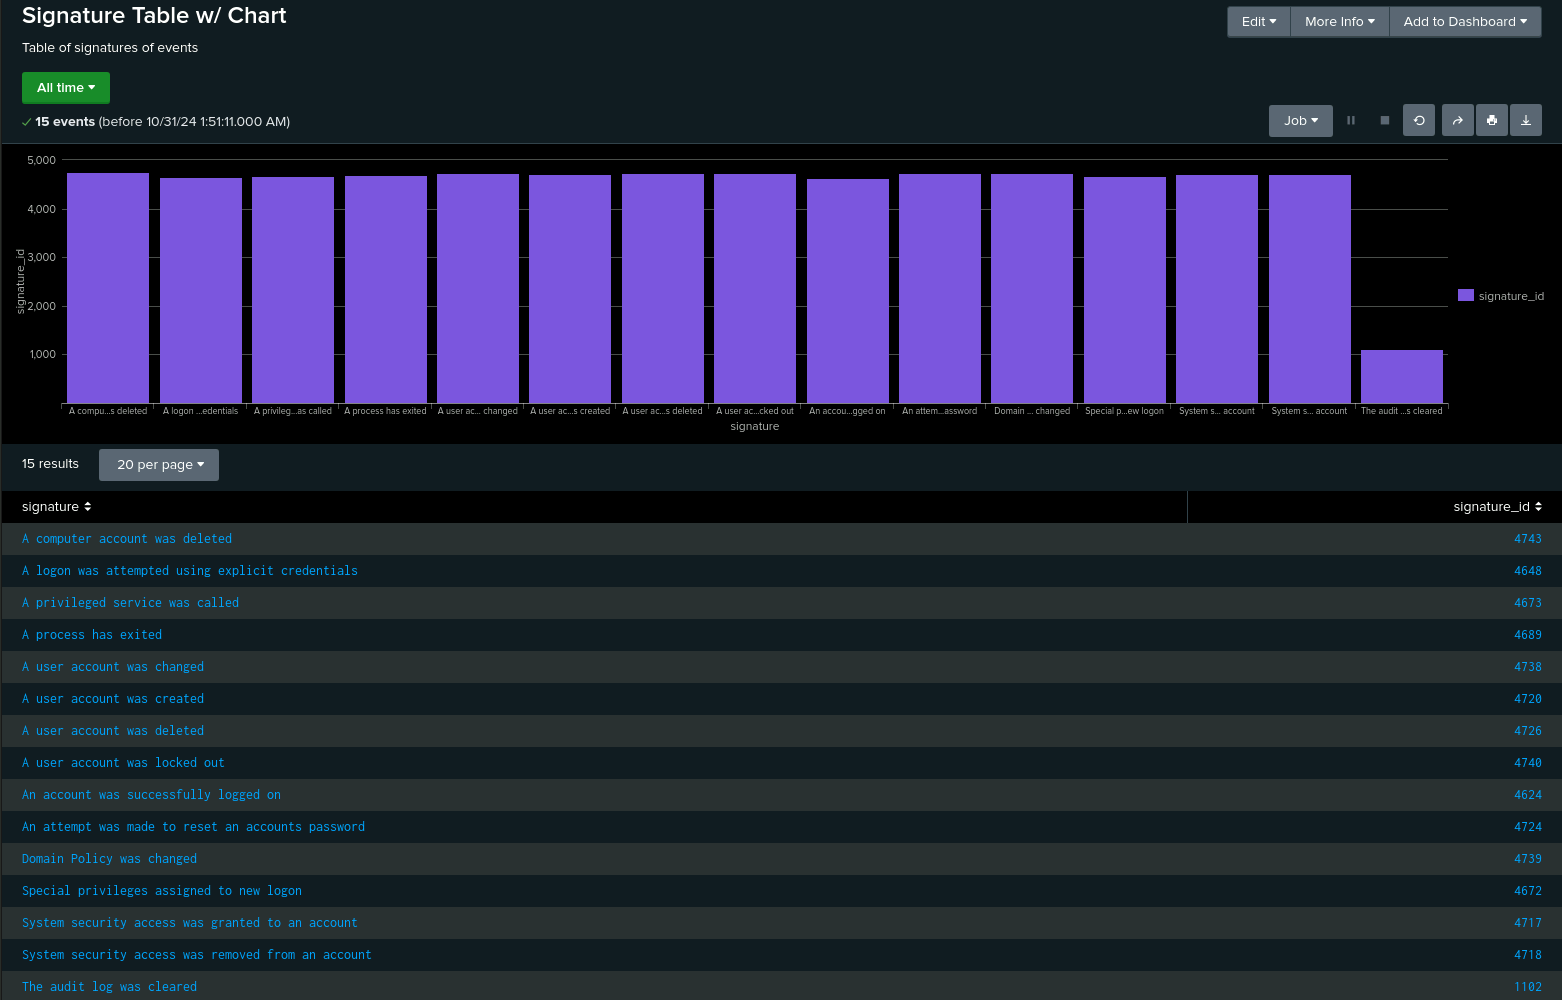 Signature Table w/ Chart
Edit More Info Add to Dashboard
Table of signatures of events
All time
15 events (before 10/31/24 1:51:11.000 AM)
Job
5,000
4,000
3,000
2,000
1,000
signature_id
signature_id
A compu...s deleted A logon ...edentials A privileg...as called A process has exited A user ac... changed A user ac...s created A user ac...s deleted A user ac...cked out An accou...gged on An attem...assword Domain ... changed Special p...ew logon System s... account System s... account The audit ...s cleared
signature
15 results 20 per page
signature signature_id
A computer account was deleted 4743
A logon was attempted using explicit credentials 4648
A privileged service was called 4673
A process has exited 4689
A user account was changed 4738
A user account was created 4720
A user account was deleted 4726
A user account was locked out 4740
An account was successfully logged on 4624
An attempt was made to reset an accounts password 4724
Domain Policy was changed 4739
Special privileges assigned to new logon 4672
System security access was granted to an account 4717
System security access was removed from an account 4718
The audit log was cleared 1102